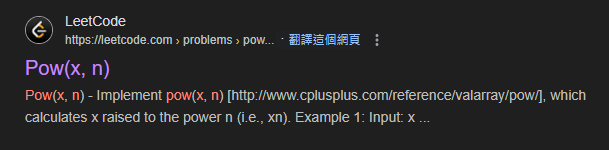 LeetCode
https://leetcode.com › problems › pow... · 翻譯這個網頁
Pow(x, n)
Pow(x, n) - Implement pow(x, n) [http://www.cplusplus.com/reference/valarray/pow/], which
calculates x raised to the power n (i.e., xn). Example 1: Input: x ...